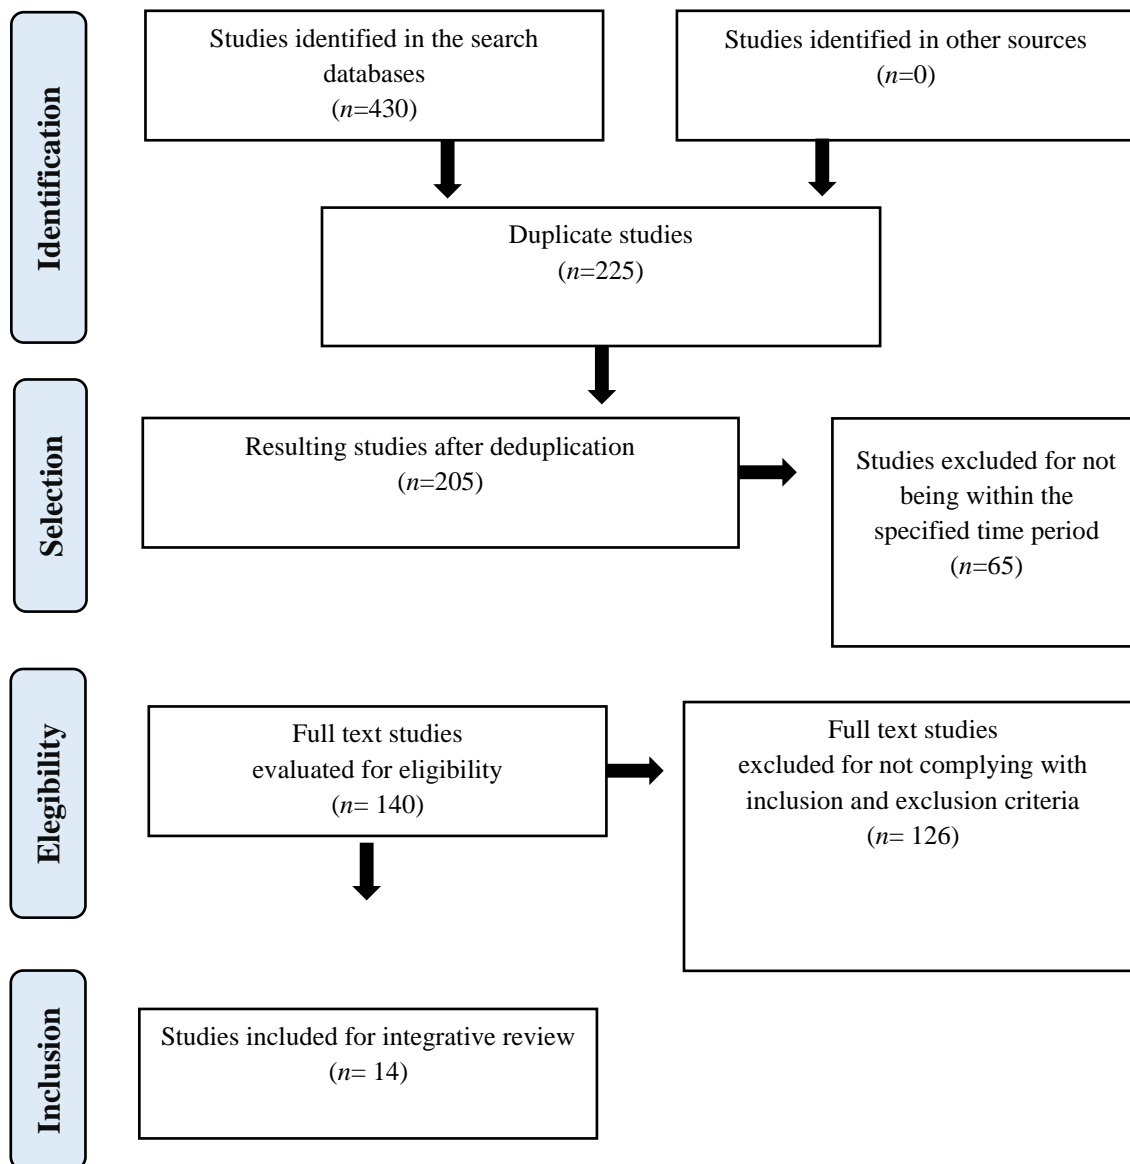 Identification
Studies identified in the search
databases
(n=430)
Studies identified in other sources
(n=0)
Duplicate studies
(n=225)
Selection
Resulting studies after deduplication
(n=205)
Studies excluded for not
being within the
specified time period
(n=65)
Elegibility
Full text studies
evaluated for eligibility
(n= 140)
Full text studies
excluded for not complying with
inclusion and exclusion criteria
(n= 126)
Inclusion
Studies included for integrative review
(n= 14)